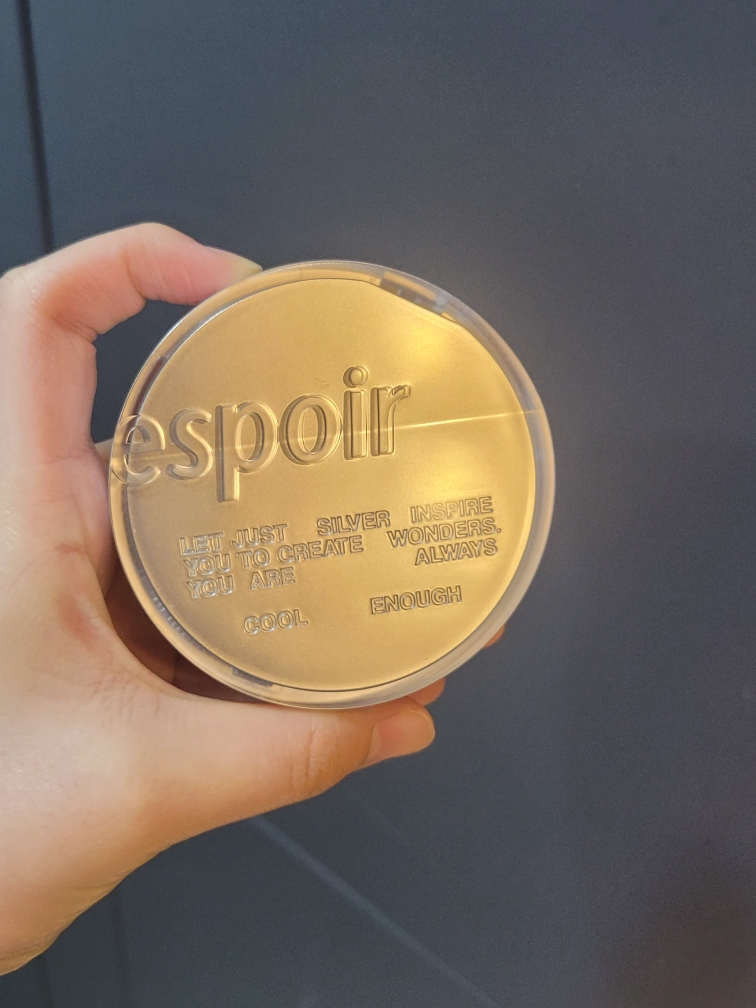 espoir
LET JUST SILVER INSPIRE
YOU TO CREATE WONDERS.
YOU ARE ALWAYS
COOL ENOUGH